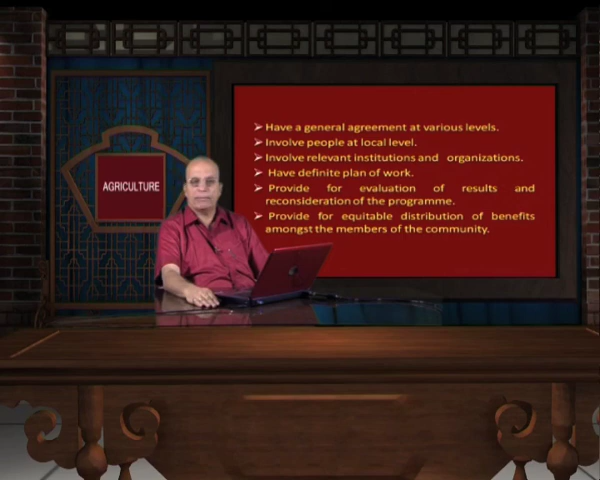 ➢ Have a general agreement at various levels.
➢ Involve people at local level.
➢ Involve relevant institutions and organizations.
➢ Have definite plan of work.
➢ Provide for evaluation of results and
reconsideration of the programme.
➢ Provide for equitable distribution of benefits
amongst the members of the community.
AGRICULTURE